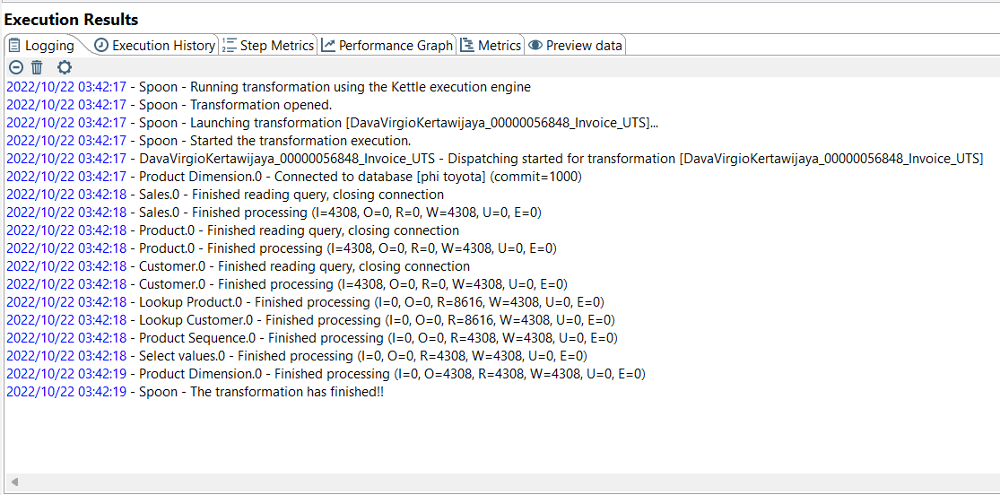 Execution Results
Logging Execution History Step Metrics Performance Graph Metrics Preview data
2022/10/22 03:42:17 - Spoon - Running transformation using the Kettle execution engine
2022/10/22 03:42:17 - Spoon - Transformation opened.
2022/10/22 03:42:17 - Spoon - Launching transformation [DavaVirgioKertawijaya_00000056848_Invoice_UTS]...
2022/10/22 03:42:17 - Spoon - Started the transformation execution.
2022/10/22 03:42:17 - DavaVirgioKertawijaya_00000056848_Invoice_UTS - Dispatching started for transformation [DavaVirgioKertawijaya_00000056848_Invoice_UTS]
2022/10/22 03:42:17 - Product Dimension.0 - Connected to database [phi toyota] (commit=1000)
2022/10/22 03:42:18 - Sales.0 - Finished reading query, closing connection
2022/10/22 03:42:18 - Sales.0 - Finished processing (I=4308, O=0, R=0, W=4308, U=0, E=0)
2022/10/22 03:42:18 - Product.0 - Finished reading query, closing connection
2022/10/22 03:42:18 - Product.0 - Finished processing (I=4308, O=0, R=0, W=4308, U=0, E=0)
2022/10/22 03:42:18 - Customer.0 - Finished reading query, closing connection
2022/10/22 03:42:18 - Customer.0 - Finished processing (I=4308, O=0, R=0, W=4308, U=0, E=0)
2022/10/22 03:42:18 - Lookup Product.0 - Finished processing (I=0, O=0, R=8616, W=4308, U=0, E=0)
2022/10/22 03:42:18 - Lookup Customer.0 - Finished processing (I=0, O=0, R=8616, W=4308, U=0, E=0)
2022/10/22 03:42:18 - Product Sequence.0 - Finished processing (I=0, O=0, R=4308, W=4308, U=0, E=0)
2022/10/22 03:42:18 - Select values.0 - Finished processing (I=0, O=0, R=4308, W=4308, U=0, E=0)
2022/10/22 03:42:19 - Product Dimension.0 - Finished processing (I=0, O=4308, R=4308, W=4308, U=0, E=0)
2022/10/22 03:42:19 - Spoon - The transformation has finished!!